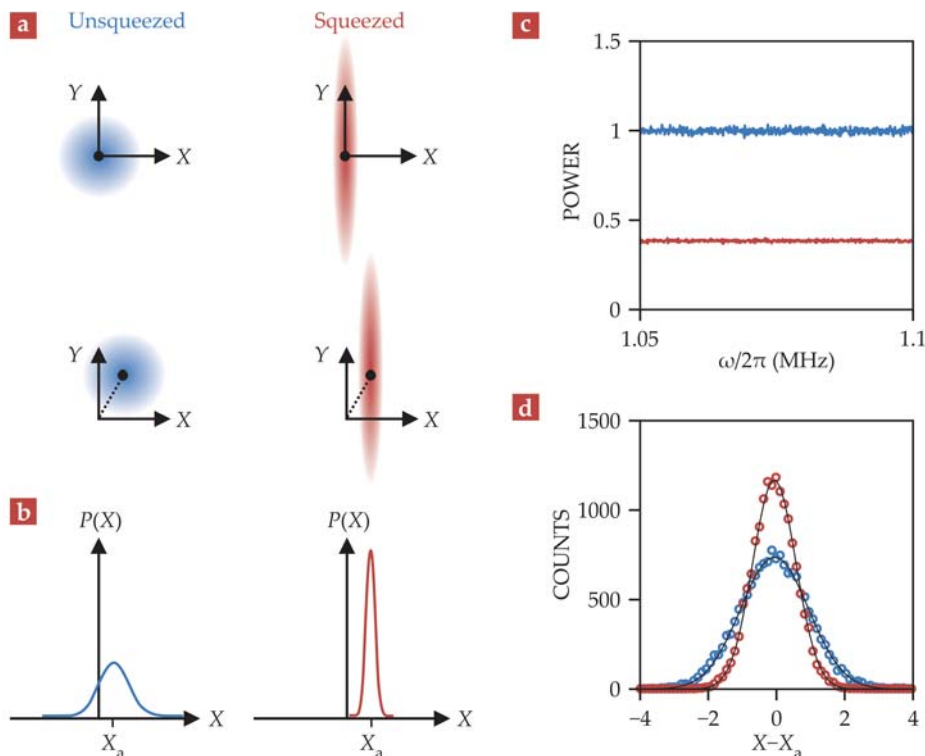 a
Unsqueezed
Squeezed
Y
X
Y
X
Y
X
Y
X
b
P(X)
X
Xₐ
P(X)
X
Xₐ
c
1.5
1
0.5
0
POWER
1.05
1.1
ω/2π (MHz)
d
1500
1000
500
0
COUNTS
−4
−2
0
2
4
X−Xₐ